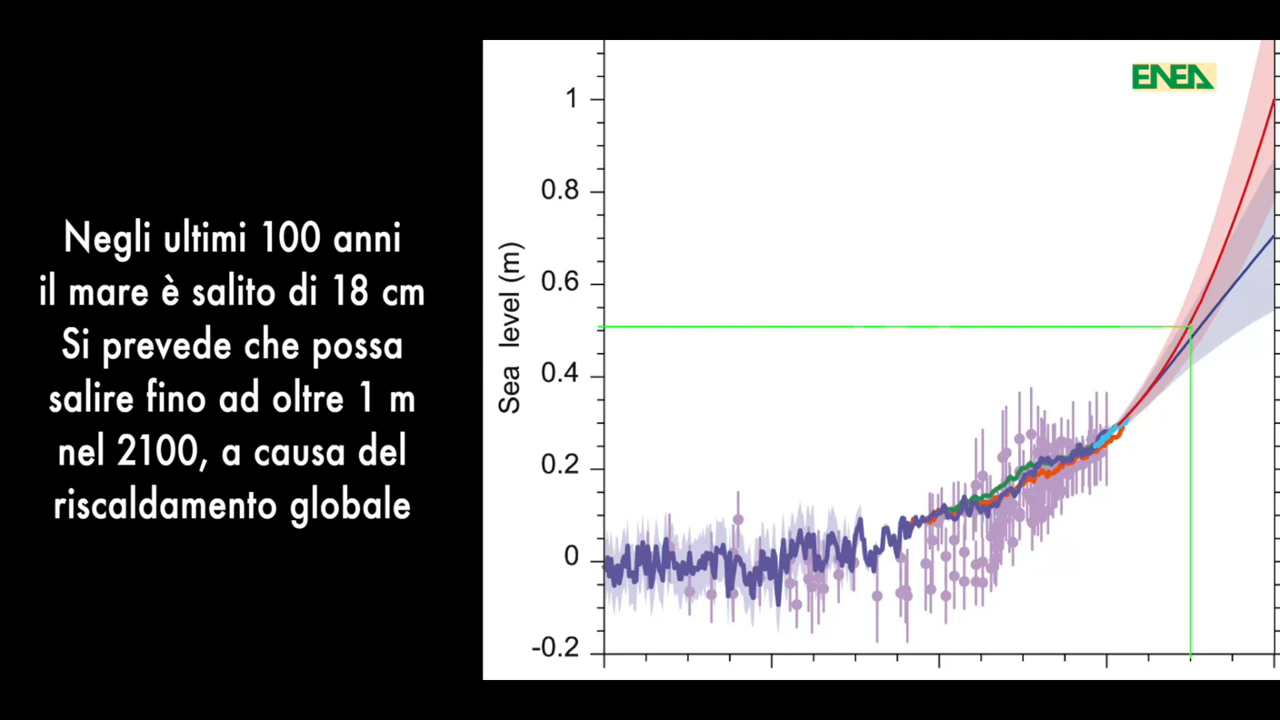 Negli ultimi 100 anni
il mare è salito di 18 cm
Si prevede che possa
salire fino ad oltre 1 m
nel 2100, a causa del
riscaldamento globale
ENEA
Sea level (m)
1
0.8
0.6
0.4
0.2
0
-0.2